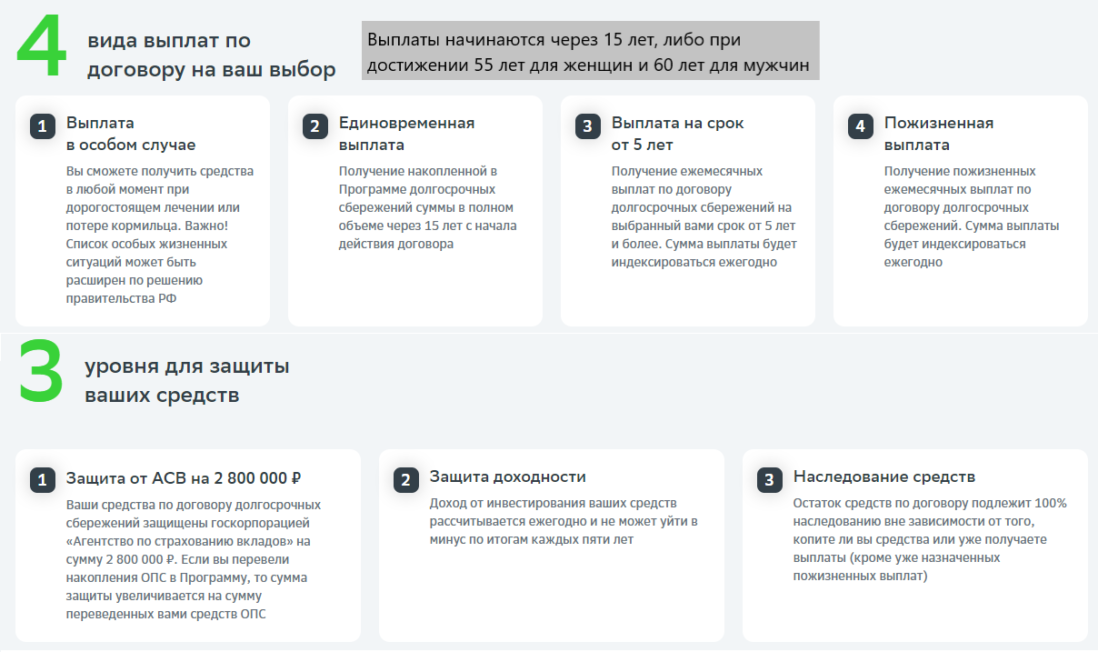 4
вида выплат по
договору на ваш выбор
Выплаты начинаются через 15 лет, либо при
достижении 55 лет для женщин и 60 лет для мужчин
1
Выплата
в особом случае
Вы сможете получить средства
в любой момент при
дорогостоящем лечении или
потере кормильца. Важно!
Список особых жизненных
ситуаций может быть
расширен по решению
правительства РФ
2
Единовременная
выплата
Получение накопленной в
Программе долгосрочных
сбережений суммы в полном
объеме через 15 лет с начала
действия договора
3
Выплата на срок
от 5 лет
Получение ежемесячных
выплат по договору
долгосрочных сбережений на
выбранный вами срок от 5 лет
и более. Сумма выплаты будет
индексироваться ежегодно
4
Пожизненная
выплата
Получение пожизненных
ежемесячных выплат по
договору долгосрочных
сбережений. Сумма выплаты
будет индексироваться
ежегодно
3
уровня для защиты
ваших средств
1
Защита от АСВ на 2 800 000 ₽
Ваши средства по договору долгосрочных
сбережений защищены госкорпорацией
«Агентство по страхованию вкладов» на
сумму 2 800 000 ₽. Если вы перевели
накопления ОПС в Программу, то сумма
защиты увеличивается на сумму
переведенных вами средств ОПС
2
Защита доходности
Доход от инвестирования ваших средств
рассчитывается ежегодно и не может уйти в
минус по итогам каждых пяти лет
3
Наследование средств
Остаток средств по договору подлежит 100%
наследованию вне зависимости от того,
копите ли вы средства или уже получаете
выплаты (кроме уже назначенных
пожизненных выплат)